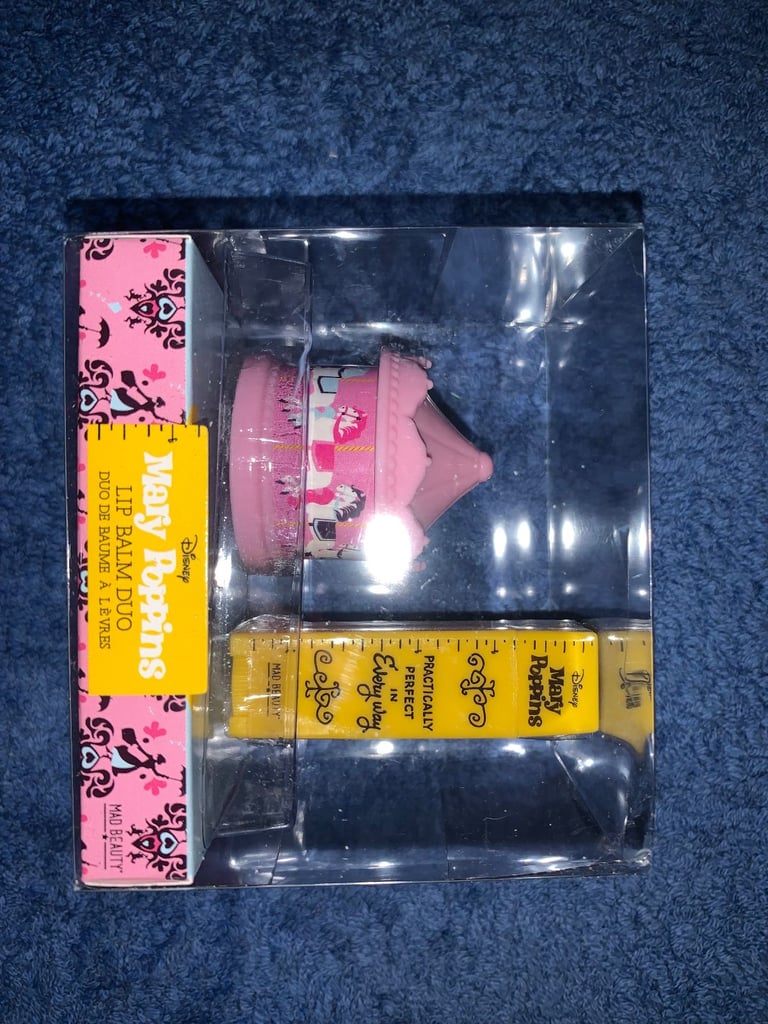 Disney
Mary Poppins
LIP BALM DUO
DUO DE BAUME À LÈVRES
MAD BEAUTY
Disney
Mary
Poppins
PRACTICALLY
PERFECT
IN
Every way
MAD BEAUTY